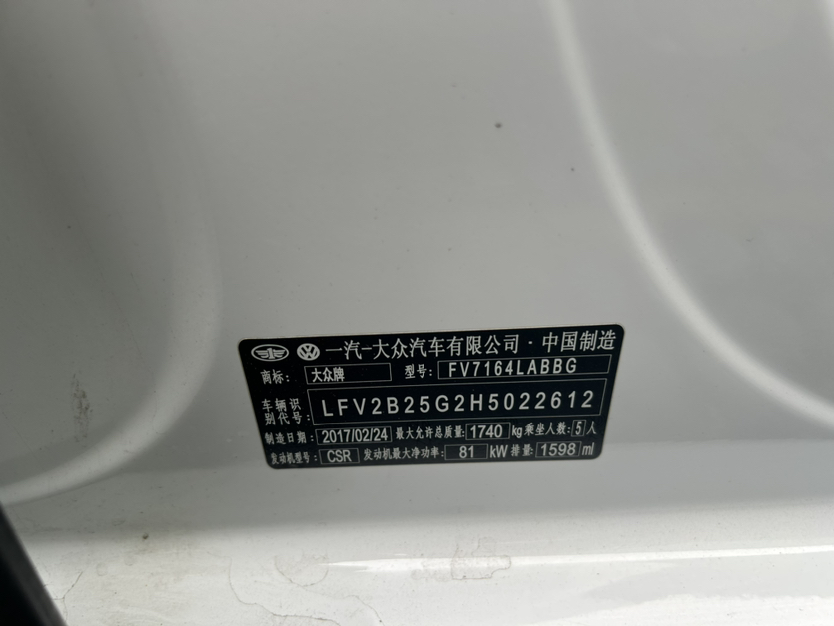 一汽-大众汽车有限公司·中国制造
商标: 大众牌 型号: FV7164LABBG
车辆识别代号: LFV2B25G2H5022612
制造日期: 2017/02/24 最大允许总质量: 1740 kg 乘坐人数: 5 人
发动机型号: CSR 发动机最大净功率: 81 kW 排量: 1598 ml